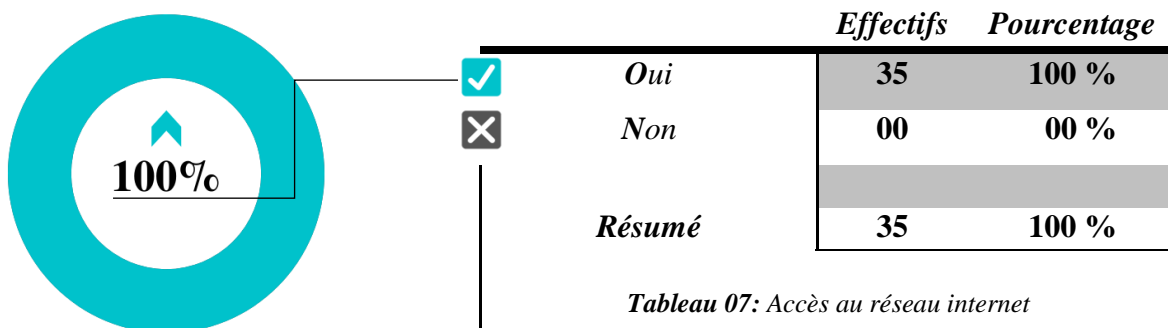 Effectifs Pourcentage
Oui 35 100 %
Non 00 00 %
100%
Résumé 35 100 %
Tableau 07: Accès au réseau internet